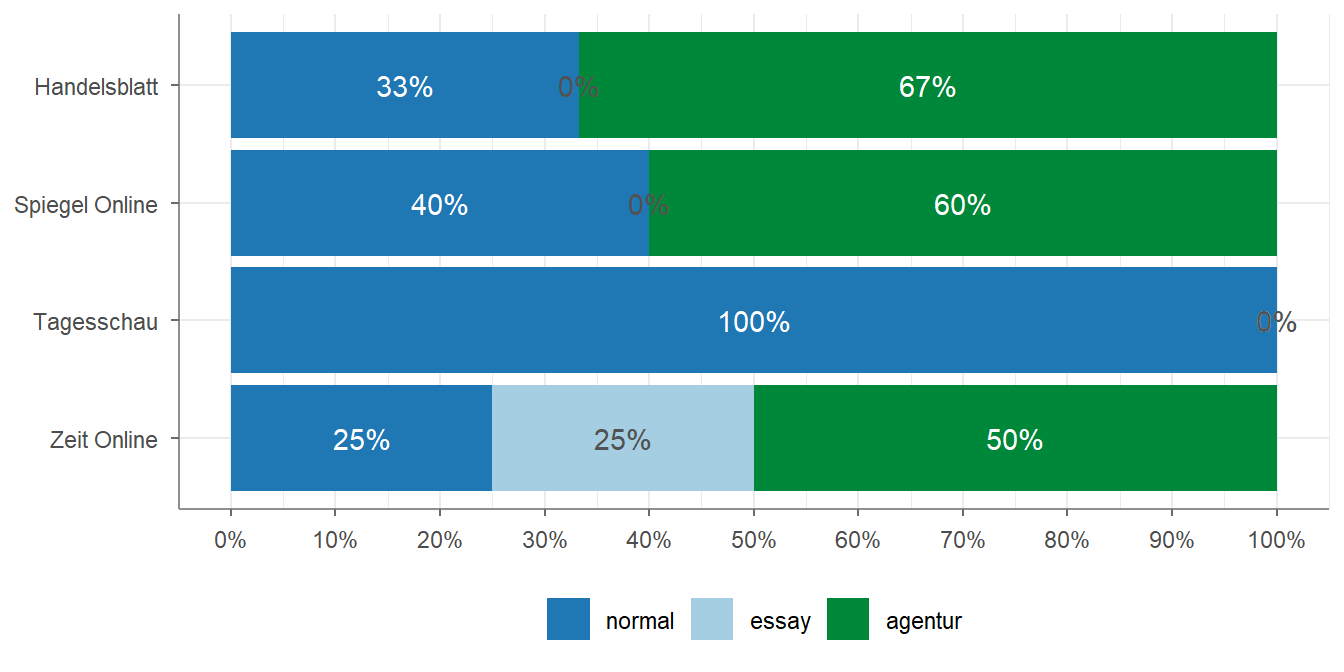 Handelsblatt 33% 0% 67%
Spiegel Online 40% 0% 60%
Tagesschau 100% 0%
Zeit Online 25% 25% 50%
0% 10% 20% 30% 40% 50% 60% 70% 80% 90% 100%
normal essay agentur